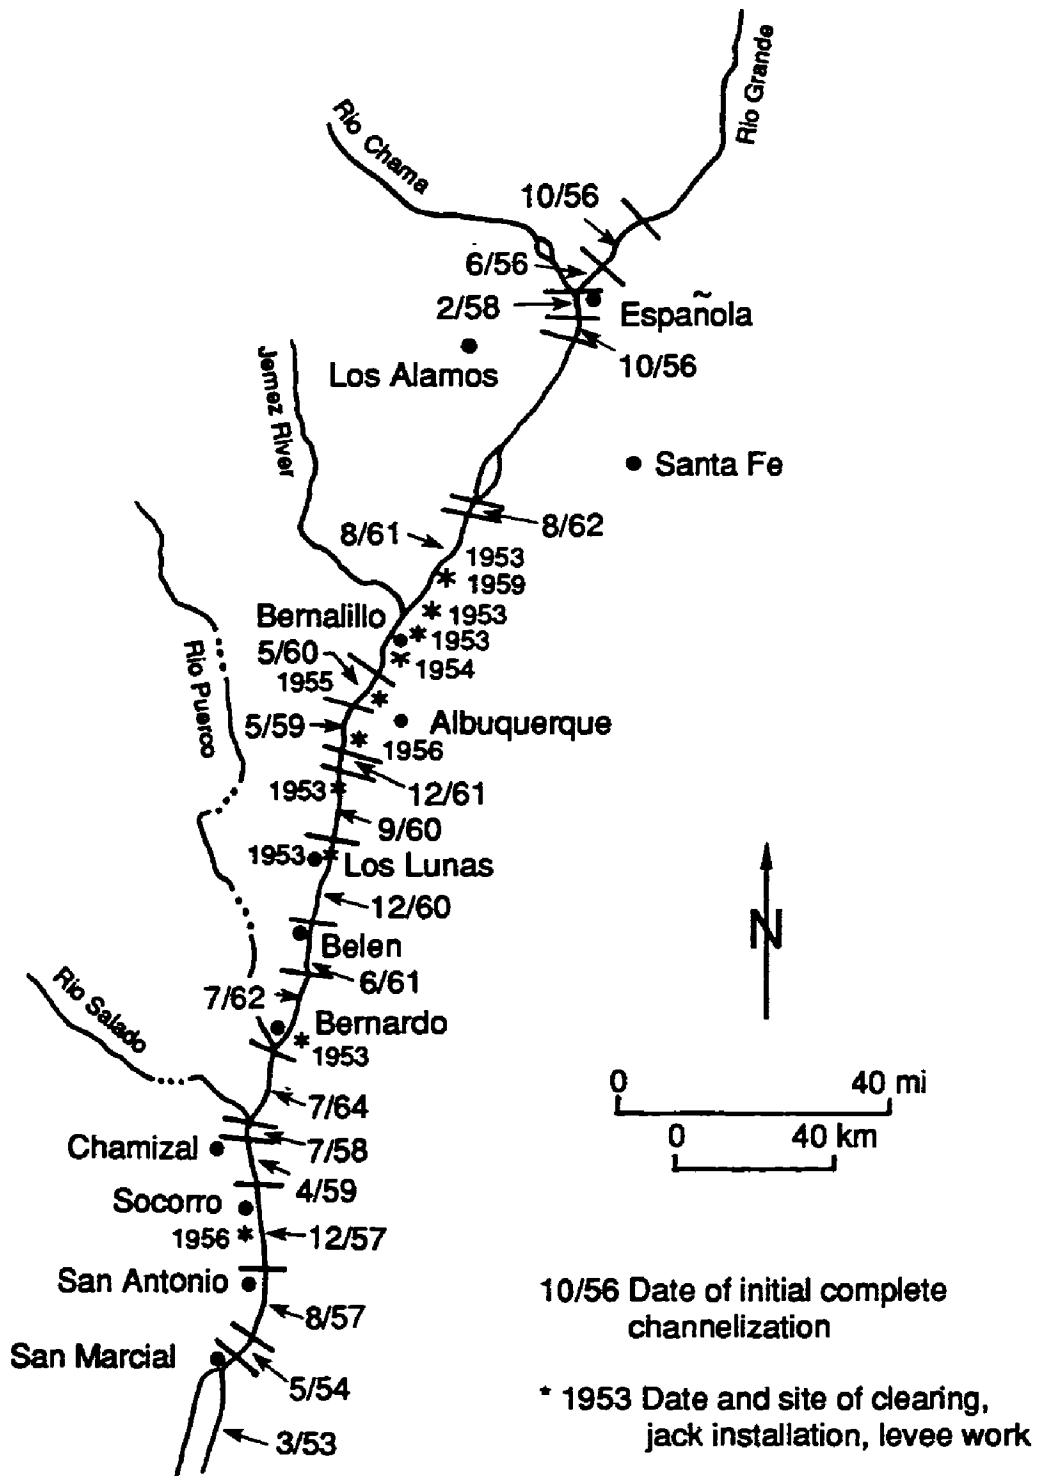 Rio Grande
Rio Chama
10/56
6/56
2/58
Española
10/56
Los Alamos
Jemez River
Santa Fe
8/62
8/61
1953
1959
Bernalillo
1953
1953
5/60
1954
1955
Rio Puerco
5/59
Albuquerque
1956
1953
12/61
9/60
1953
Los Lunas
12/60
N
Belen
6/61
7/62
Rio Salado
Bernardo
1953
0 40 mi
7/64
0 40 km
Chamizal
7/58
4/59
Socorro
1956
12/57
San Antonio
8/57
10/56 Date of initial complete
channelization
San Marcial
5/54
* 1953 Date and site of clearing,
jack installation, levee work
3/53